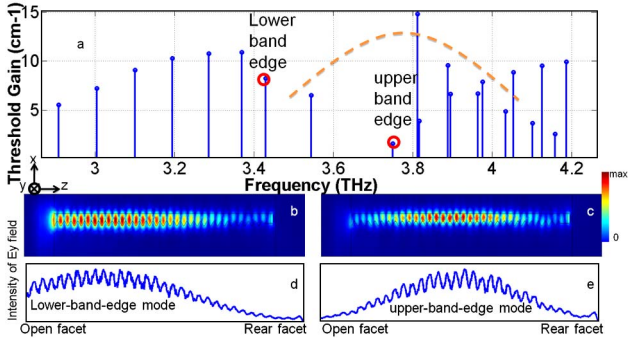 Threshold Gain (cm-1)
15
10
5
a
Lower
band
edge
upper
band
edge
3
3.2
3.4
3.6
3.8
4
4.2
Frequency (THz)
x
y
z
b
c
max
0
Intensity of Ey field
d
Lower-band-edge mode
e
upper-band-edge mode
Open facet
Rear facet
Open facet
Rear facet